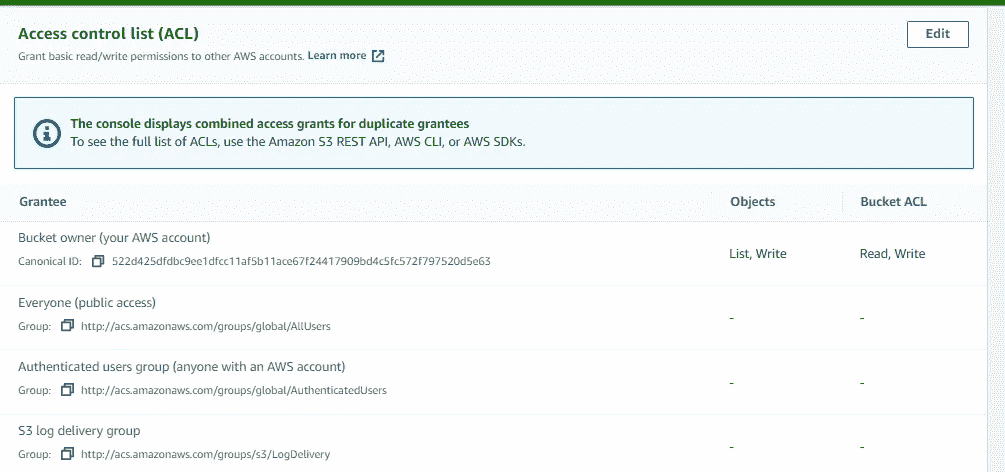 Access control list (ACL)
Edit
Grant basic read/write permissions to other AWS accounts. Learn more
The console displays combined access grants for duplicate grantees
To see the full list of ACLs, use the Amazon S3 REST API, AWS CLI, or AWS SDKs.
Grantee Objects Bucket ACL
Bucket owner (your AWS account)
Canonical ID: 522d425dfdbc9ee1dfcc11af5b11ace67f24417909bd4c5fc572f797520d5e63
List, Write Read, Write
Everyone (public access)
Group: http://acs.amazonaws.com/groups/global/AllUsers
- -
Authenticated users group (anyone with an AWS account)
Group: http://acs.amazonaws.com/groups/global/AuthenticatedUsers
- -
S3 log delivery group
Group: http://acs.amazonaws.com/groups/s3/LogDelivery
- -